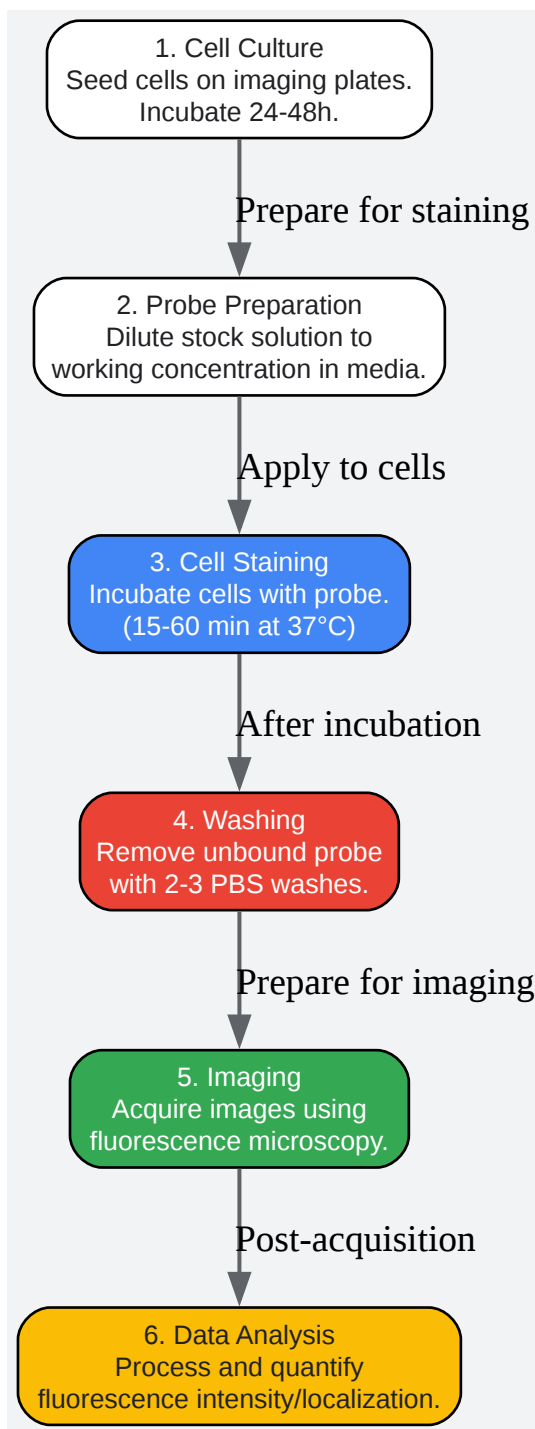 1. Cell Culture
Seed cells on imaging plates.
Incubate 24-48h.
Prepare for staining
2. Probe Preparation
Dilute stock solution to
working concentration in media.
Apply to cells
3. Cell Staining
Incubate cells with probe.
(15-60 min at 37°C)
After incubation
4. Washing
Remove unbound probe
with 2-3 PBS washes.
Prepare for imaging
5. Imaging
Acquire images using
fluorescence microscopy.
Post-acquisition
6. Data Analysis
Process and quantify
fluorescence intensity/localization.